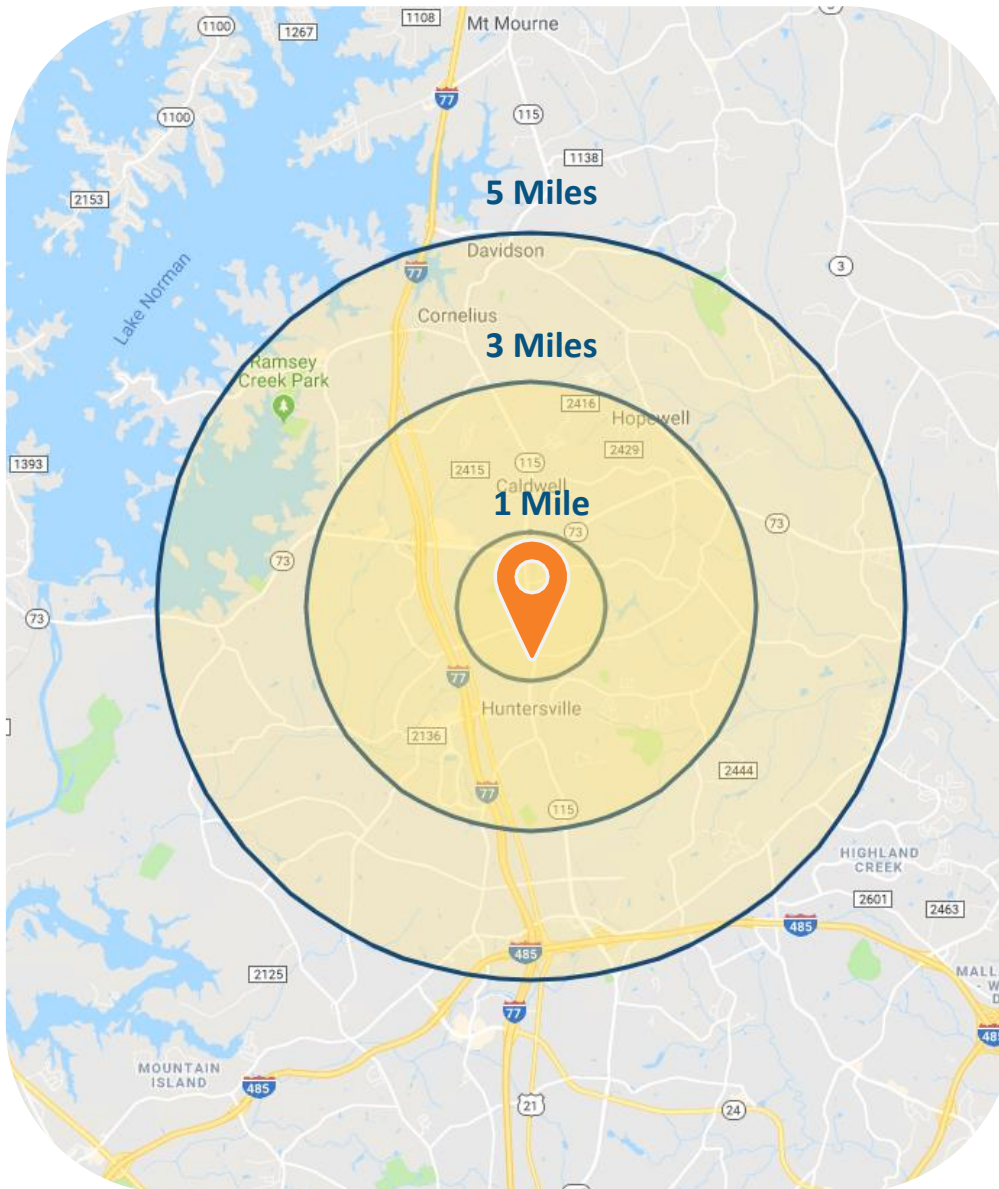 1108
Mt Mourne
1100
1267
77
115
1100
1138
2153
5 Miles
Davidson
3
77
Lake Norman
Cornelius
3 Miles
Ramsey
Creek Park
2416
Hopewell
2429
1393
2415
115
Caldwell
1 Mile
73
73
73
73
77
Huntersville
2136
2444
77
115
HIGHLAND
CREEK
2601
2463
485
485
2125
77
MOUNTAIN
ISLAND
485
21
24